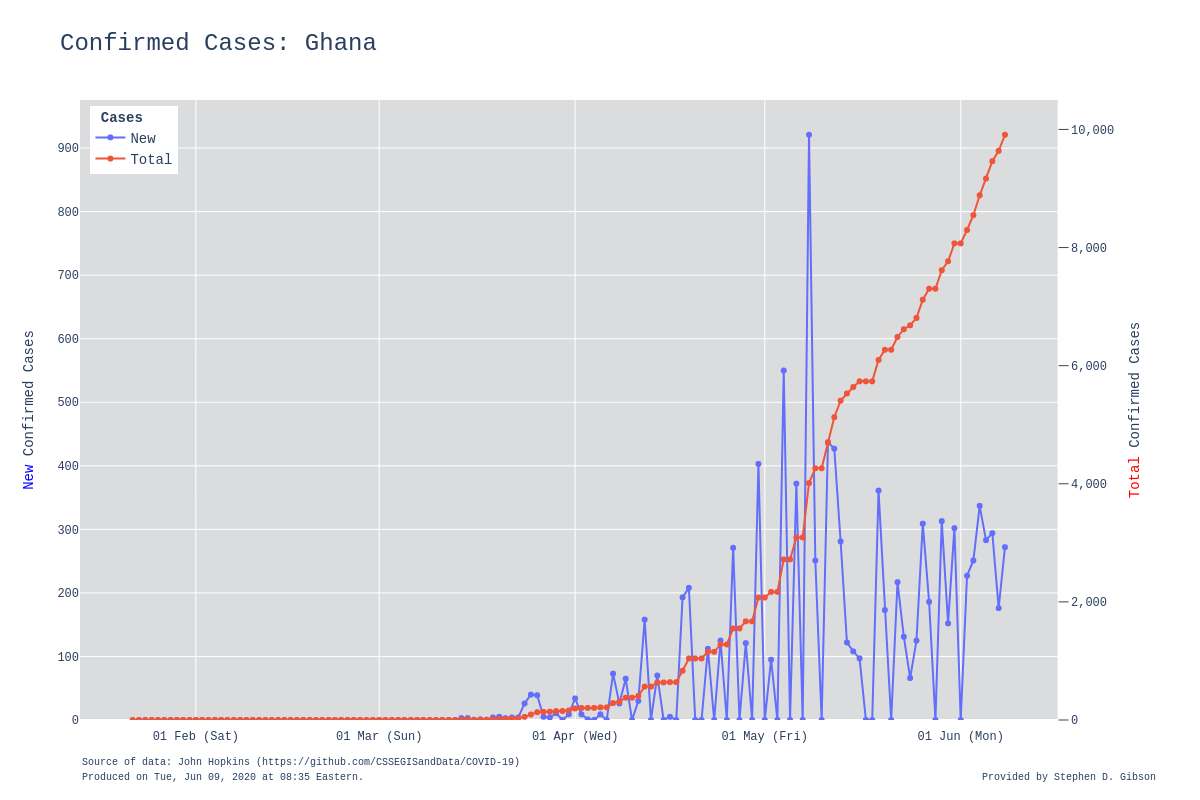 Confirmed Cases: Ghana
Cases
New
Total
900
800
700
600
500
400
300
200
100
0
New Confirmed Cases
10,000
8,000
6,000
4,000
2,000
0
Total Confirmed Cases
01 Feb (Sat)
01 Mar (Sun)
01 Apr (Wed)
01 May (Fri)
01 Jun (Mon)
Source of data: John Hopkins (https://github.com/CSSEGISandData/COVID-19)
Produced on Tue, Jun 09, 2020 at 08:35 Eastern.
Provided by Stephen D. Gibson